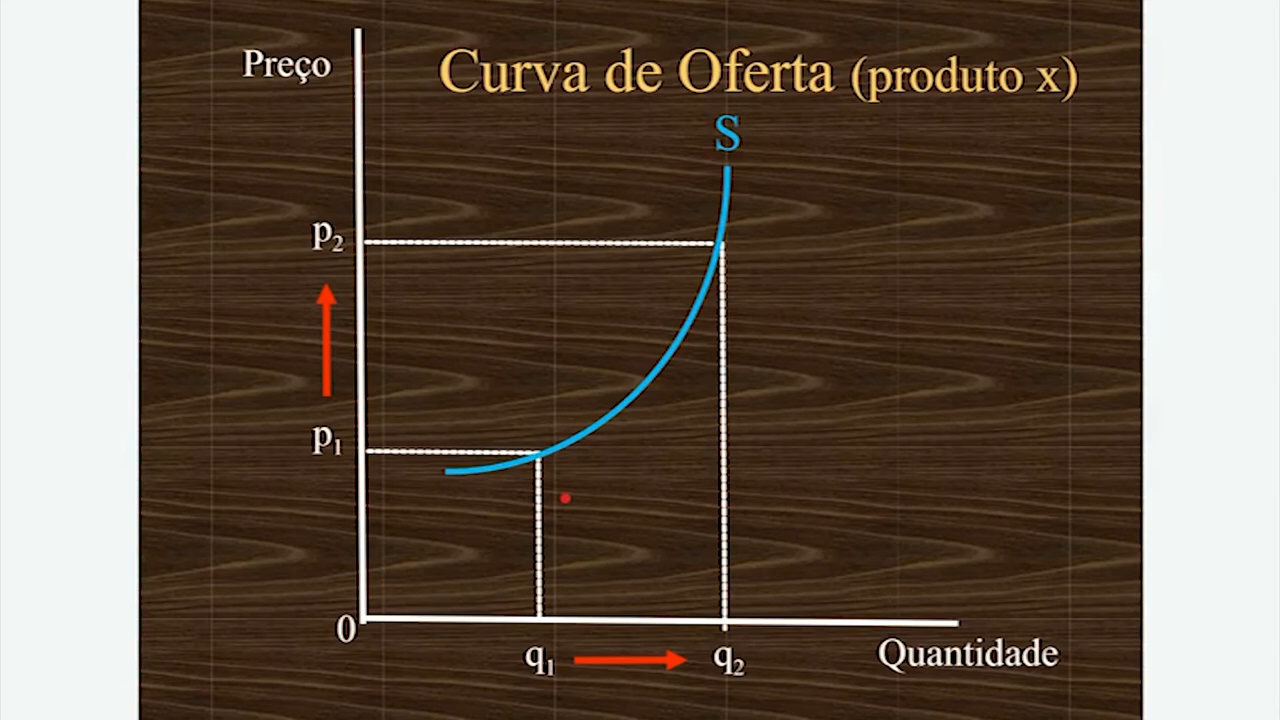 Preço
Curva de Oferta (produto x)
S
p₂
p₁
0
q₁
q₂
Quantidade